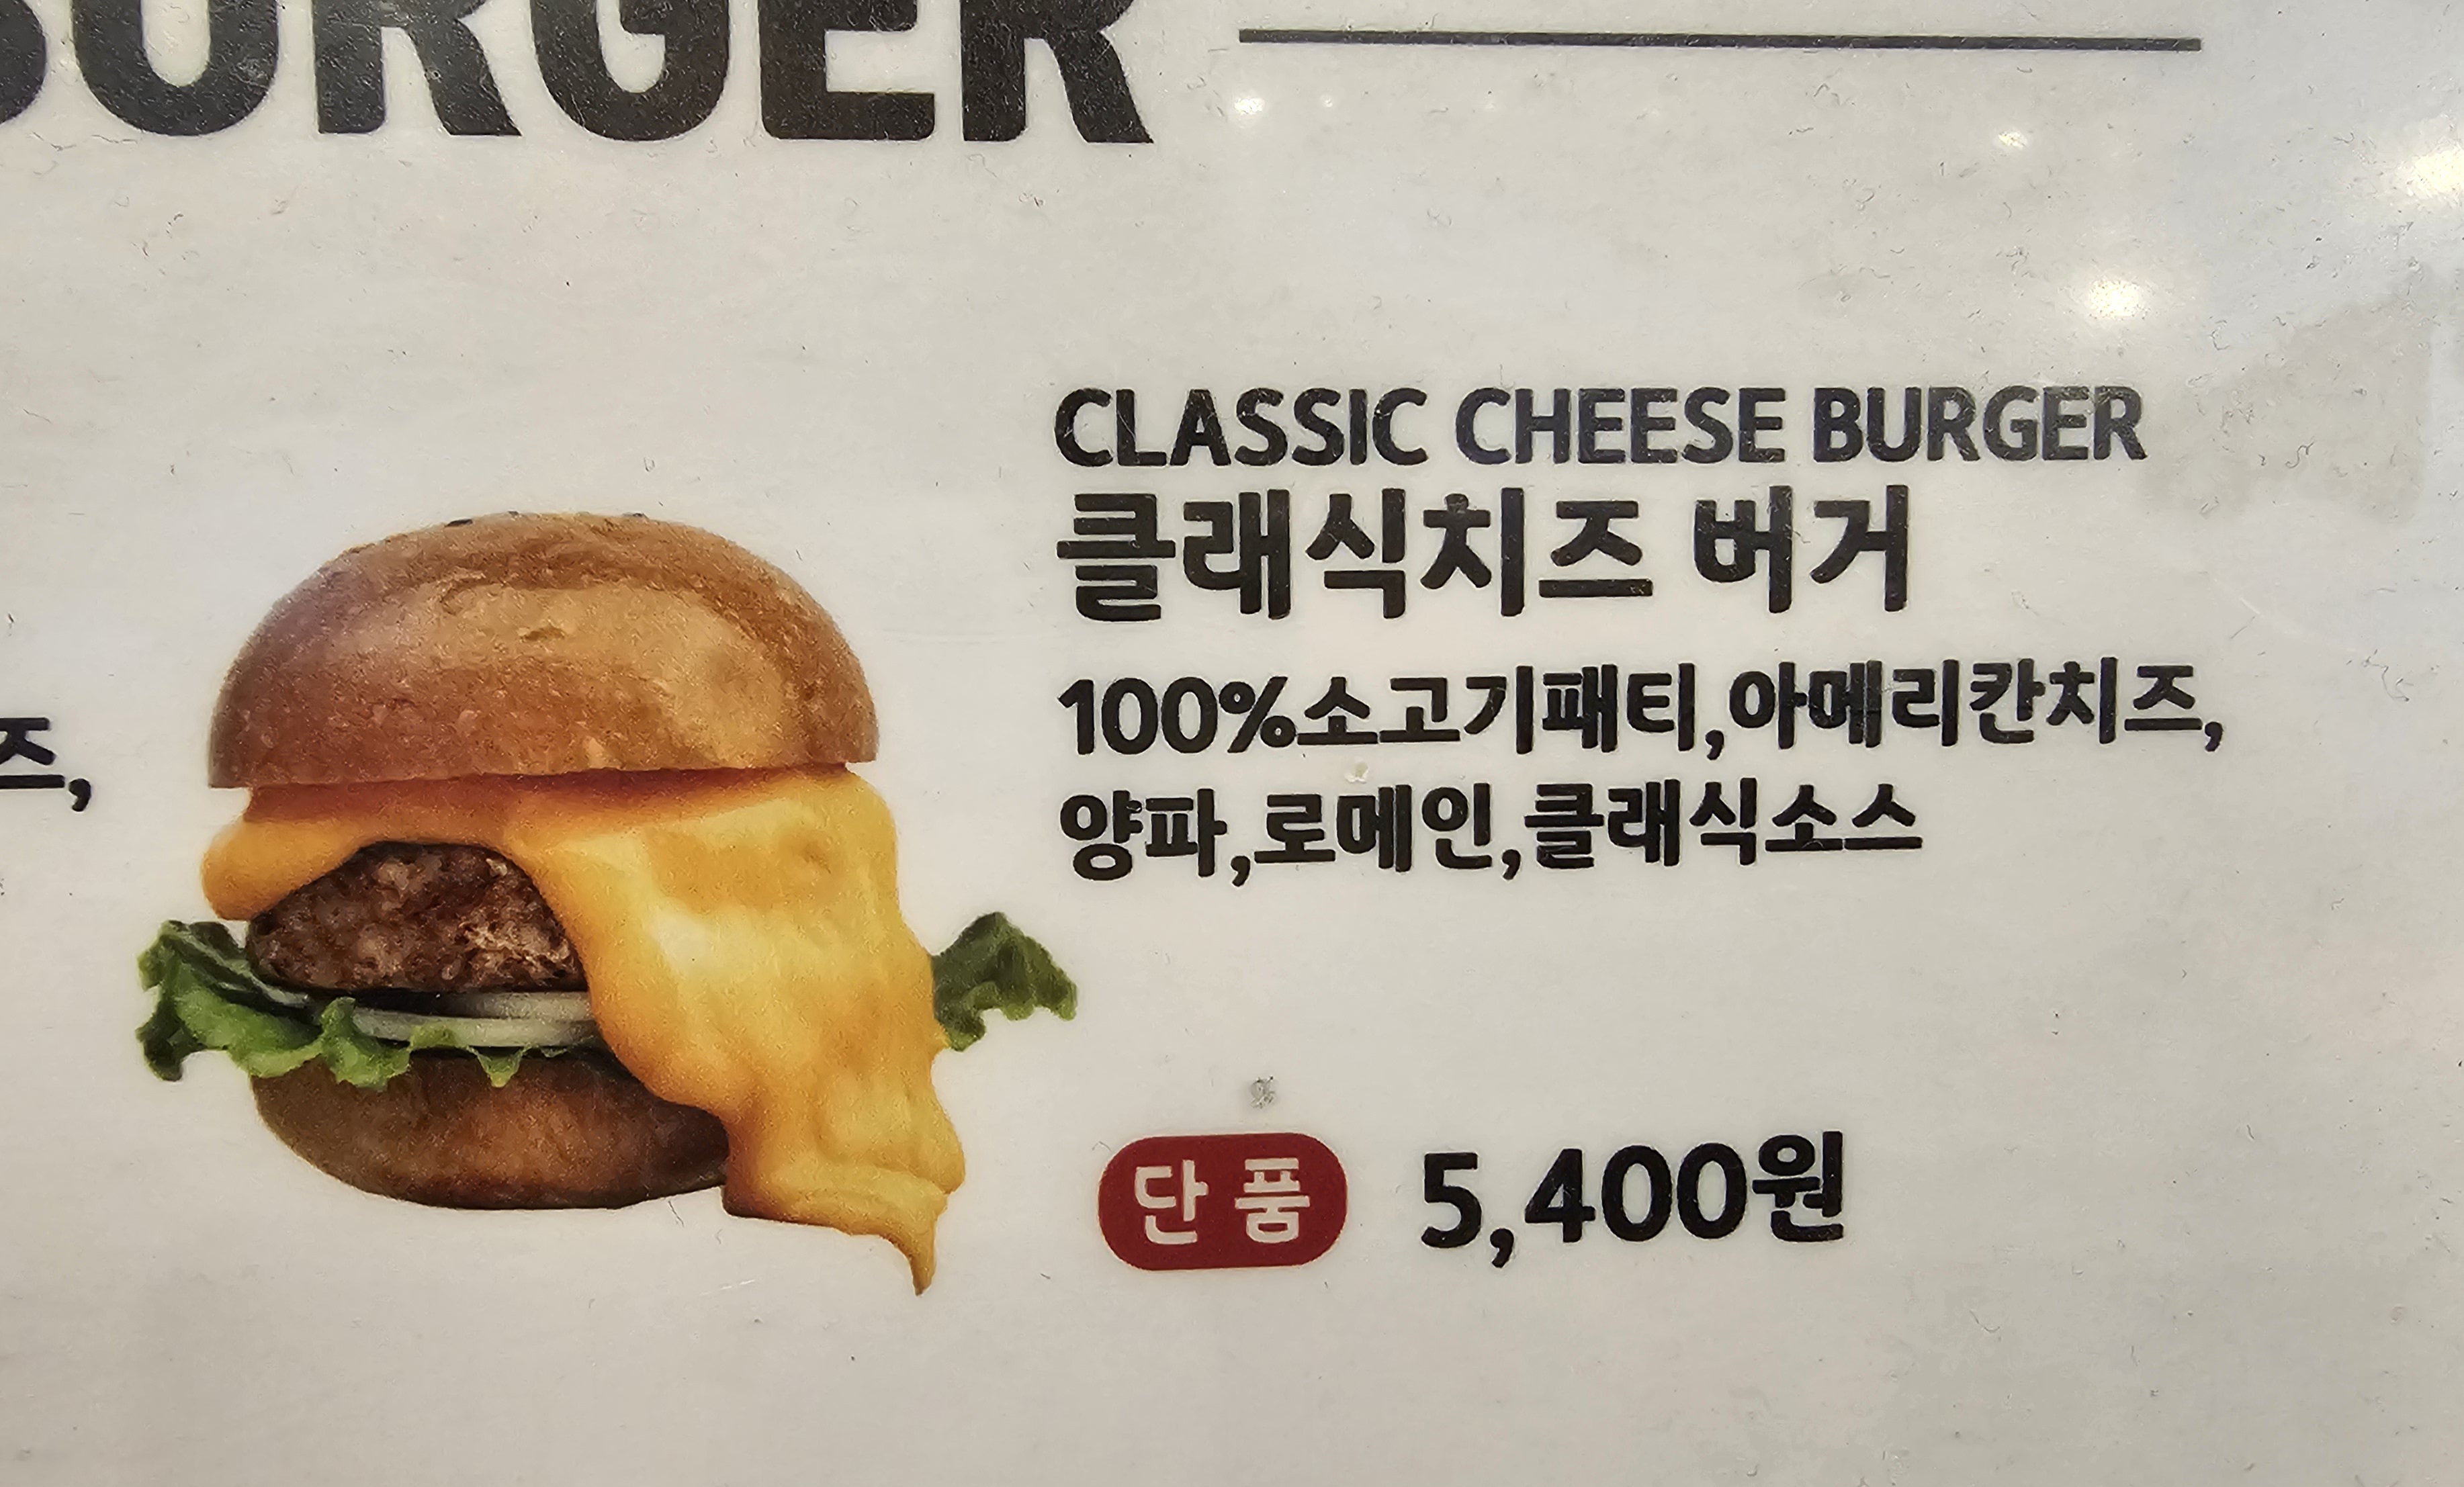 BURGER
CLASSIC CHEESE BURGER
클래식치즈 버거
100%소고기패티,아메리칸치즈,
즈,
양파,로메인,클래식소스
단품 5,400원